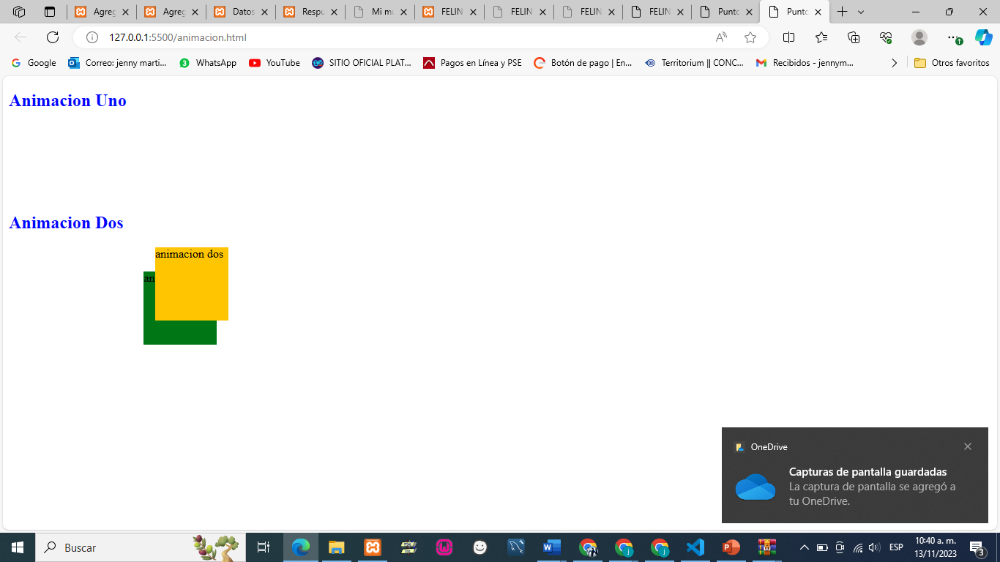 Agreg
Agreg
Datos
Respu
Mi mu
FELIN
FELIN
FELIN
FELIN
Punto
Punto
127.0.0.1:5500/animacion.html
Google
Correo: jenny marti...
3 WhatsApp
YouTube
SITIO OFICIAL PLAT...
Pagos en Línea y PSE
Botón de pago | En...
Territorium || CONC...
Recibidos - jennym...
Otros favoritos
Animacion Uno
Animacion Dos
animacion dos
an
OneDrive
Capturas de pantalla guardadas
La captura de pantalla se agregó a
tu OneDrive.
Buscar
ESP
10:40 a. m.
13/11/2023
3